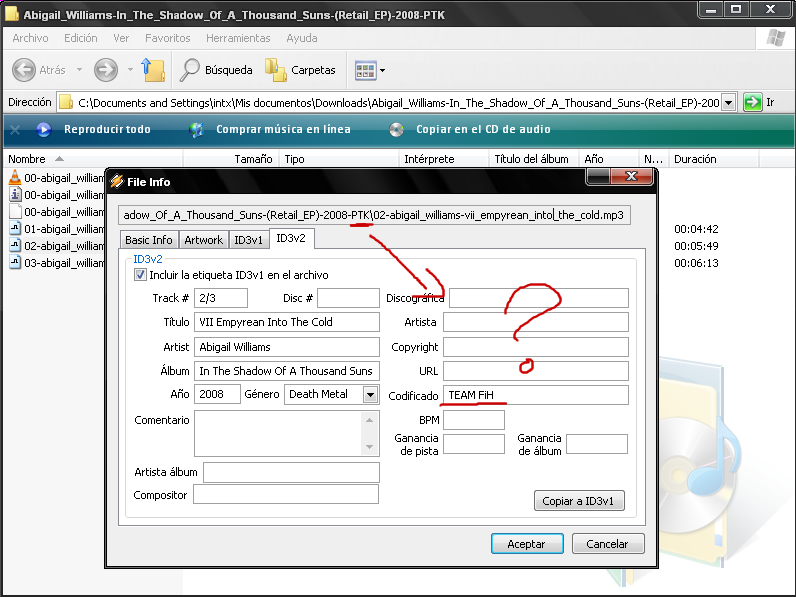 Abigail_Williams-In_The_Shadow_Of_A_Thousand_Suns-(Retail_EP)-2008-PTK
Archivo Edición Ver Favoritos Herramientas Ayuda
Atrás Búsqueda Carpetas
Dirección C:\Documents and Settings\intx\Mis documentos\Downloads\Abigail_Williams-In_The_Shadow_Of_A_Thousand_Suns-(Retail_EP)-200 Ir
Reproducir todo Comprar música en línea Copiar en el CD de audio
Nombre Tamaño Tipo Intérprete Título del álbum Año N... Duración
00-abigail_william
00-abigail_william
00-abigail_william
01-abigail_william 00:04:42
02-abigail_william 00:05:49
03-abigail_william 00:06:13
File Info
adow_Of_A_Thousand_Suns-(Retail_EP)-2008-PTK\02-abigail_williams-vii_empyrean_into_the_cold.mp3
Basic Info Artwork ID3v1 ID3v2
ID3v2
Incluir la etiqueta ID3v1 en el archivo
Track # 2/3 Disc # Discográfica
Título VII Empyrean Into The Cold Artista
Artist Abigail Williams Copyright
Álbum In The Shadow Of A Thousand Suns URL
Año 2008 Género Death Metal Codificado TEAM FiH
Comentario BPM
Ganancia de pista Ganancia de álbum
Artista álbum
Compositor
Copiar a ID3v1
Aceptar Cancelar
?